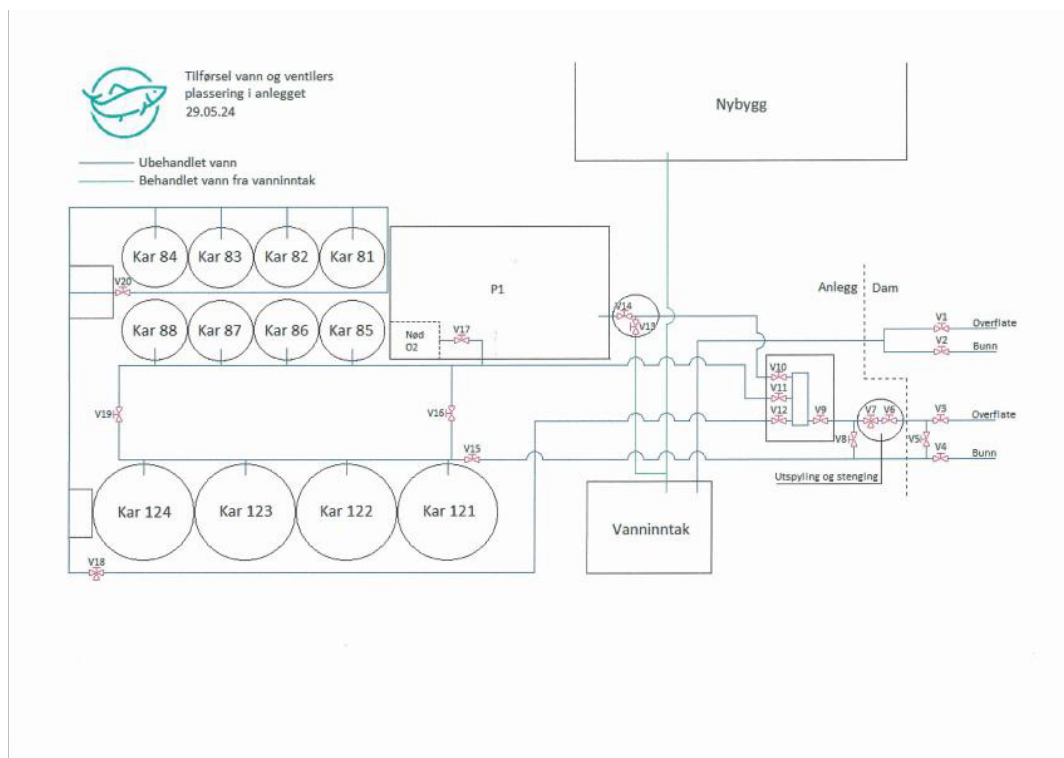 Tilførsel vann og ventilers
plassering i anlegget
29.05.24
Ubehandlet vann
Behandlet vann fra vanninntak
Nybygg
Kar 84
Kar 83
Kar 82
Kar 81
V20
Kar 88
Kar 87
Kar 86
Kar 85
P1
Nød
O2
V17
V14
V13
Anlegg
Dam
V1
Overflate
V2
Bunn
V10
V11
V12
V9
V7
V6
V3
Overflate
V8
V5
V4
Bunn
V19
V16
V15
Utspyling og stenging
Kar 124
Kar 123
Kar 122
Kar 121
Vanninntak
V18